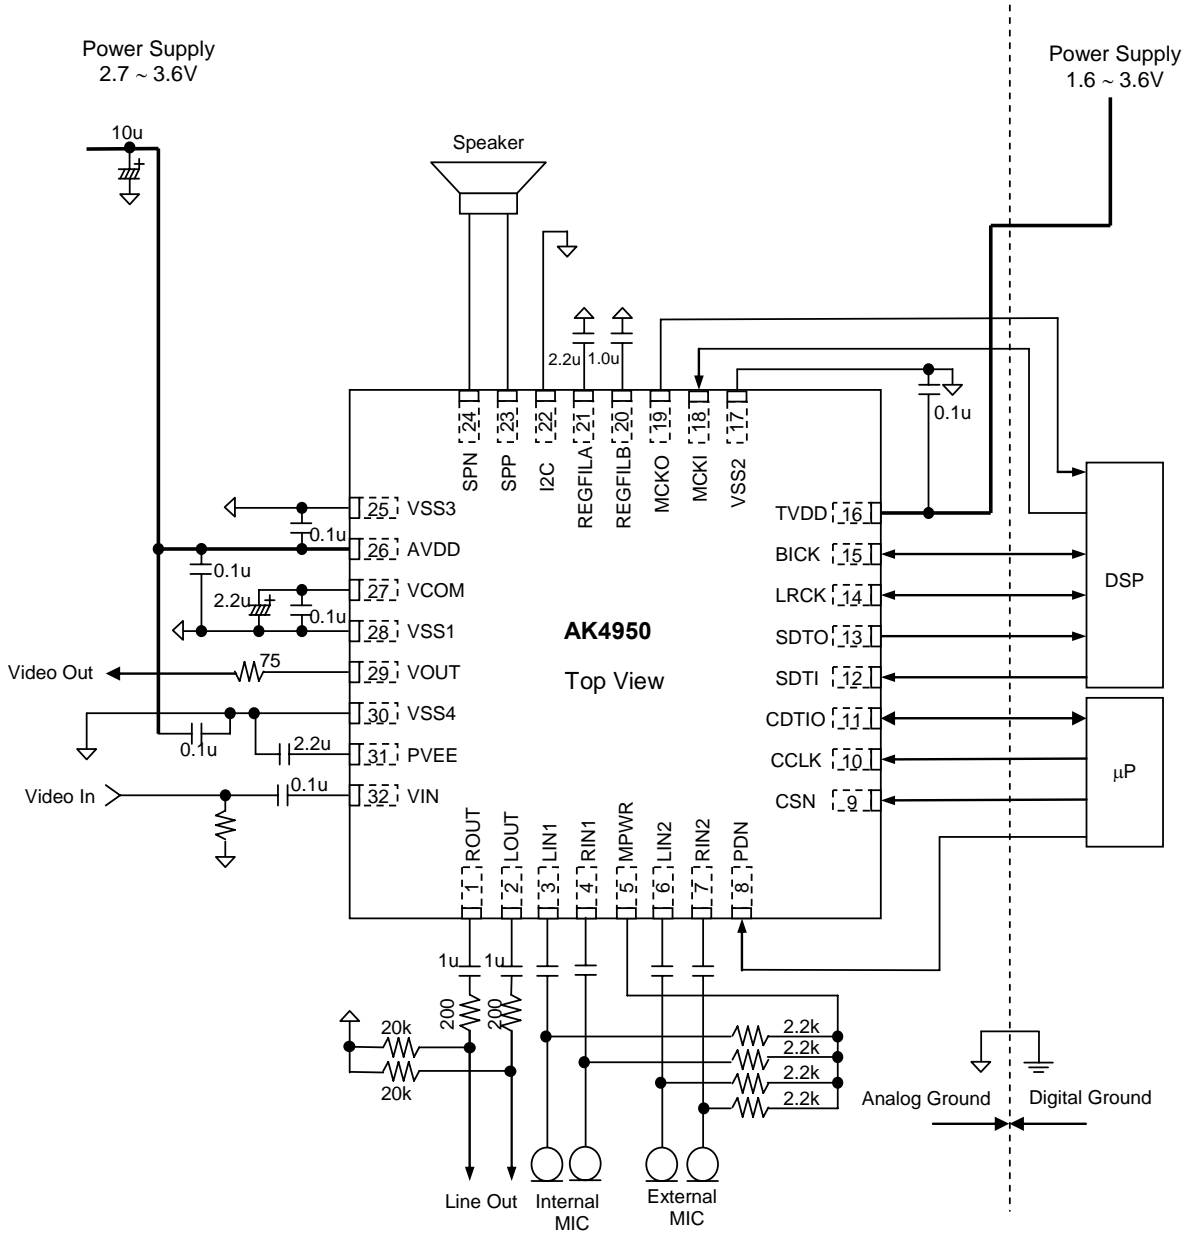 Power Supply
2.7 ~ 3.6V
Power Supply
1.6 ~ 3.6V
10u
+
Speaker
2.2u
1.0u
0.1u
24
23
22
21
20
19
18
17
SPN
SPP
I2C
REGFILA
REGFILB
MCKO
MCKI
VSS2
25 VSS3
0.1u
26 AVDD
0.1u
27 VCOM
2.2u
+
0.1u
28 VSS1
Video Out
75
29 VOUT
30 VSS4
0.1u
2.2u
31 PVEE
Video In
0.1u
32 VIN
AK4950
Top View
TVDD 16
BICK 15
LRCK 14
SDTO 13
SDTI 12
CDTIO 11
CCLK 10
CSN 9
DSP
µP
ROUT
LOUT
LIN1
RIN1
MPWR
LIN2
RIN2
PDN
1
2
3
4
5
6
7
8
1u
1u
200
200
20k
20k
2.2k
2.2k
2.2k
2.2k
Analog Ground
Digital Ground
Line Out
Internal
MIC
External
MIC